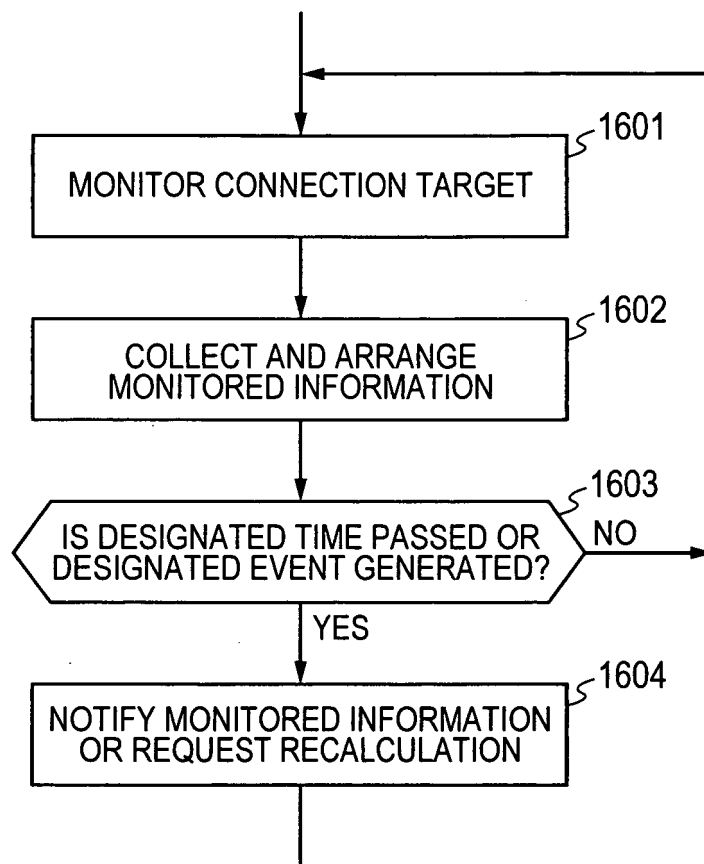 1601
MONITOR CONNECTION TARGET
1602
COLLECT AND ARRANGE
MONITORED INFORMATION
1603
IS DESIGNATED TIME PASSED OR
DESIGNATED EVENT GENERATED?
NO
YES
1604
NOTIFY MONITORED INFORMATION
OR REQUEST RECALCULATION